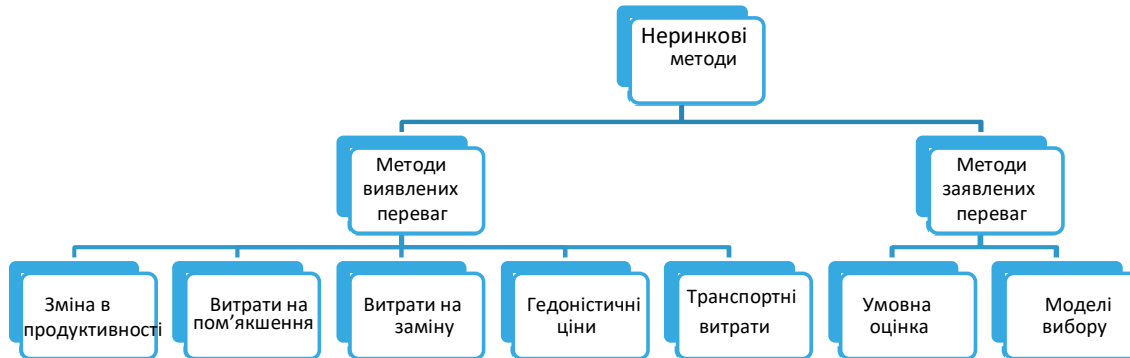 Неринкові
методи
Методи
виявлених
переваг
Методи
заявлених
переваг
Зміна в
продуктивності
Витрати на
пом’якшення
Витрати на
заміну
Гедоністичні
ціни
Транспортні
витрати
Умовна
оцінка
Моделі
вибору